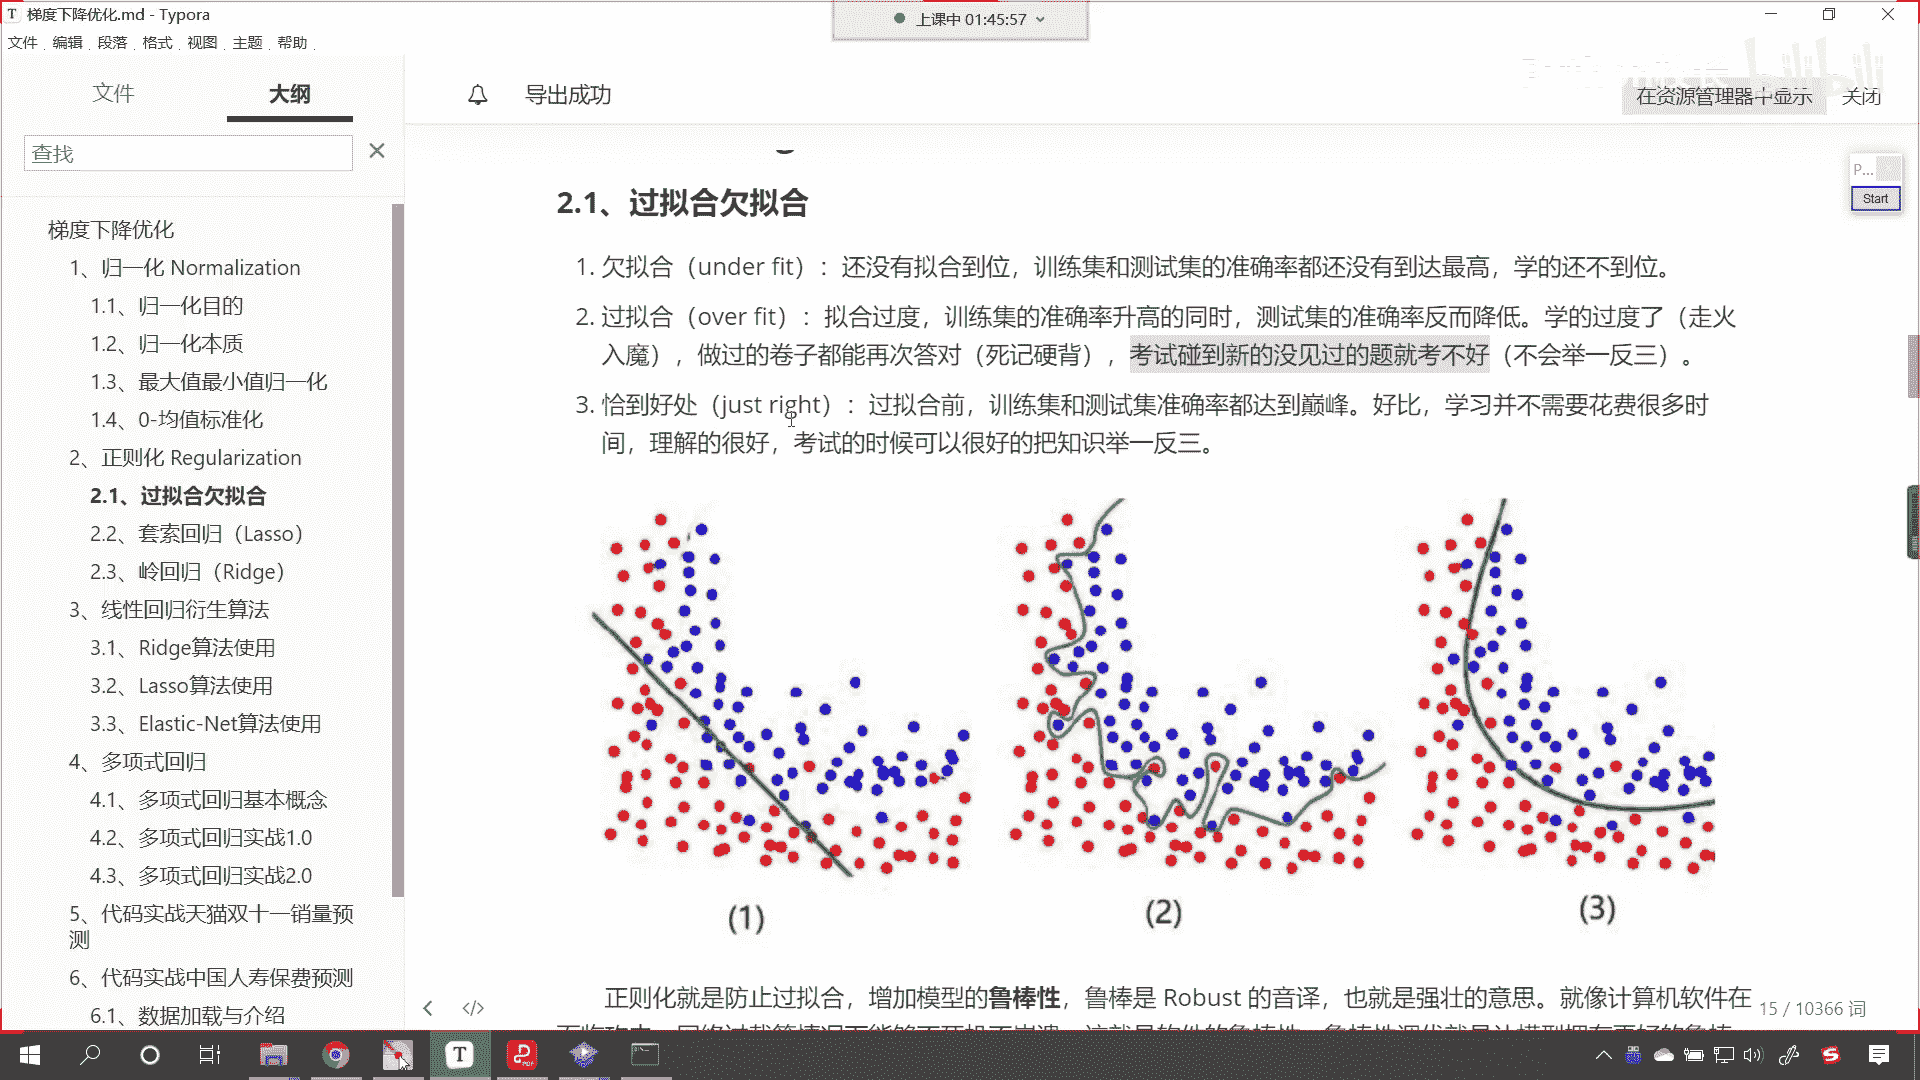 梯度下降优化.md - Typora
上课中 01:45:57
文件 编辑 段落 格式 视图 主题 帮助
文件 大纲
导出成功
在资源管理器中显示 关闭
查找
P...
Start
梯度下降优化
1、归一化 Normalization
1.1、归一化目的
1.2、归一化本质
1.3、最大值最小值归一化
1.4、0-均值标准化
2、正则化 Regularization
2.1、过拟合欠拟合
2.2、套索回归（Lasso）
2.3、岭回归（Ridge）
3、线性回归衍生算法
3.1、Ridge算法使用
3.2、Lasso算法使用
3.3、Elastic-Net算法使用
4、多项式回归
4.1、多项式回归基本概念
4.2、多项式回归实战1.0
4.3、多项式回归实战2.0
5、代码实战天猫双十一销量预
测
6、代码实战中国人寿保费预测
6.1、数据加载与介绍
2.1、过拟合欠拟合
1. 欠拟合（under fit）：还没有拟合到位，训练集和测试集的准确率都还没有到达最高，学的还不到位。
2. 过拟合（over fit）：拟合过度，训练集的准确率升高的同时，测试集的准确率反而降低。学的过度了（走火
入魔），做过的卷子都能再次答对（死记硬背），考试碰到新的没见过的题就考不好（不会举一反三）。
3. 恰到好处（just right）：过拟合前，训练集和测试集准确率都达到巅峰。好比，学习并不需要花费很多时
间，理解的很好，考试的时候可以很好的把知识举一反三。
(1) (2) (3)
正则化就是防止过拟合，增加模型的鲁棒性，鲁棒是 Robust 的音译，也就是强壮的意思。就像计算机软件在
15 / 10366 词